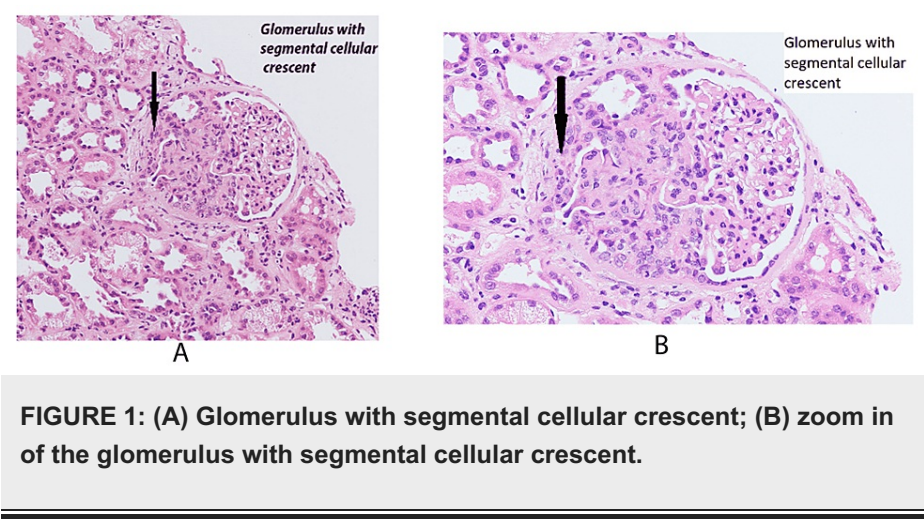 Glomerulus with
segmental cellular
crescent
Glomerulus with
segmental cellular
crescent
A
B
FIGURE 1: (A) Glomerulus with segmental cellular crescent; (B) zoom in
of the glomerulus with segmental cellular crescent.